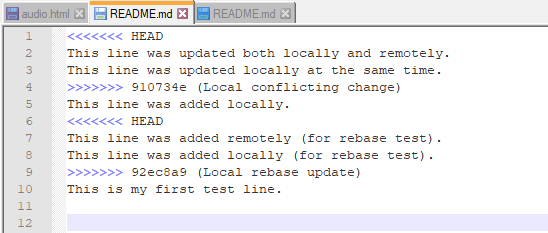 audio.html README.md README.md
1 <<<<<<< HEAD
2 This line was updated both locally and remotely.
3 This line was updated locally at the same time.
4 >>>>>>> 910734e (Local conflicting change)
5 This line was added locally.
6 <<<<<<< HEAD
7 This line was added remotely (for rebase test).
8 This line was added locally (for rebase test).
9 >>>>>>> 92ec8a9 (Local rebase update)
10 This is my first test line.
11
12